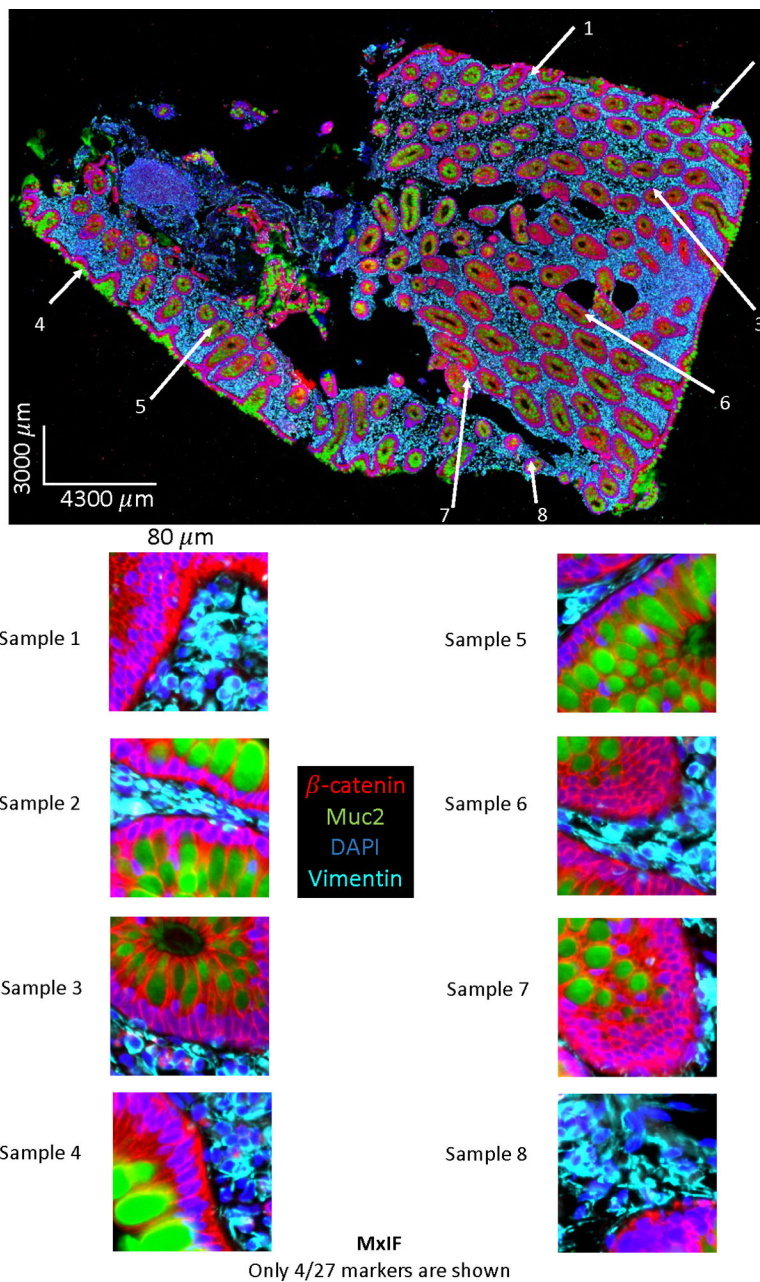 1
3
4
5
6
7
8
3000 μm
4300 μm
80 μm
Sample 1
Sample 5
Sample 2
Sample 6
β-catenin
Muc2
DAPI
Vimentin
Sample 3
Sample 7
Sample 4
Sample 8
MxIF
Only 4/27 markers are shown